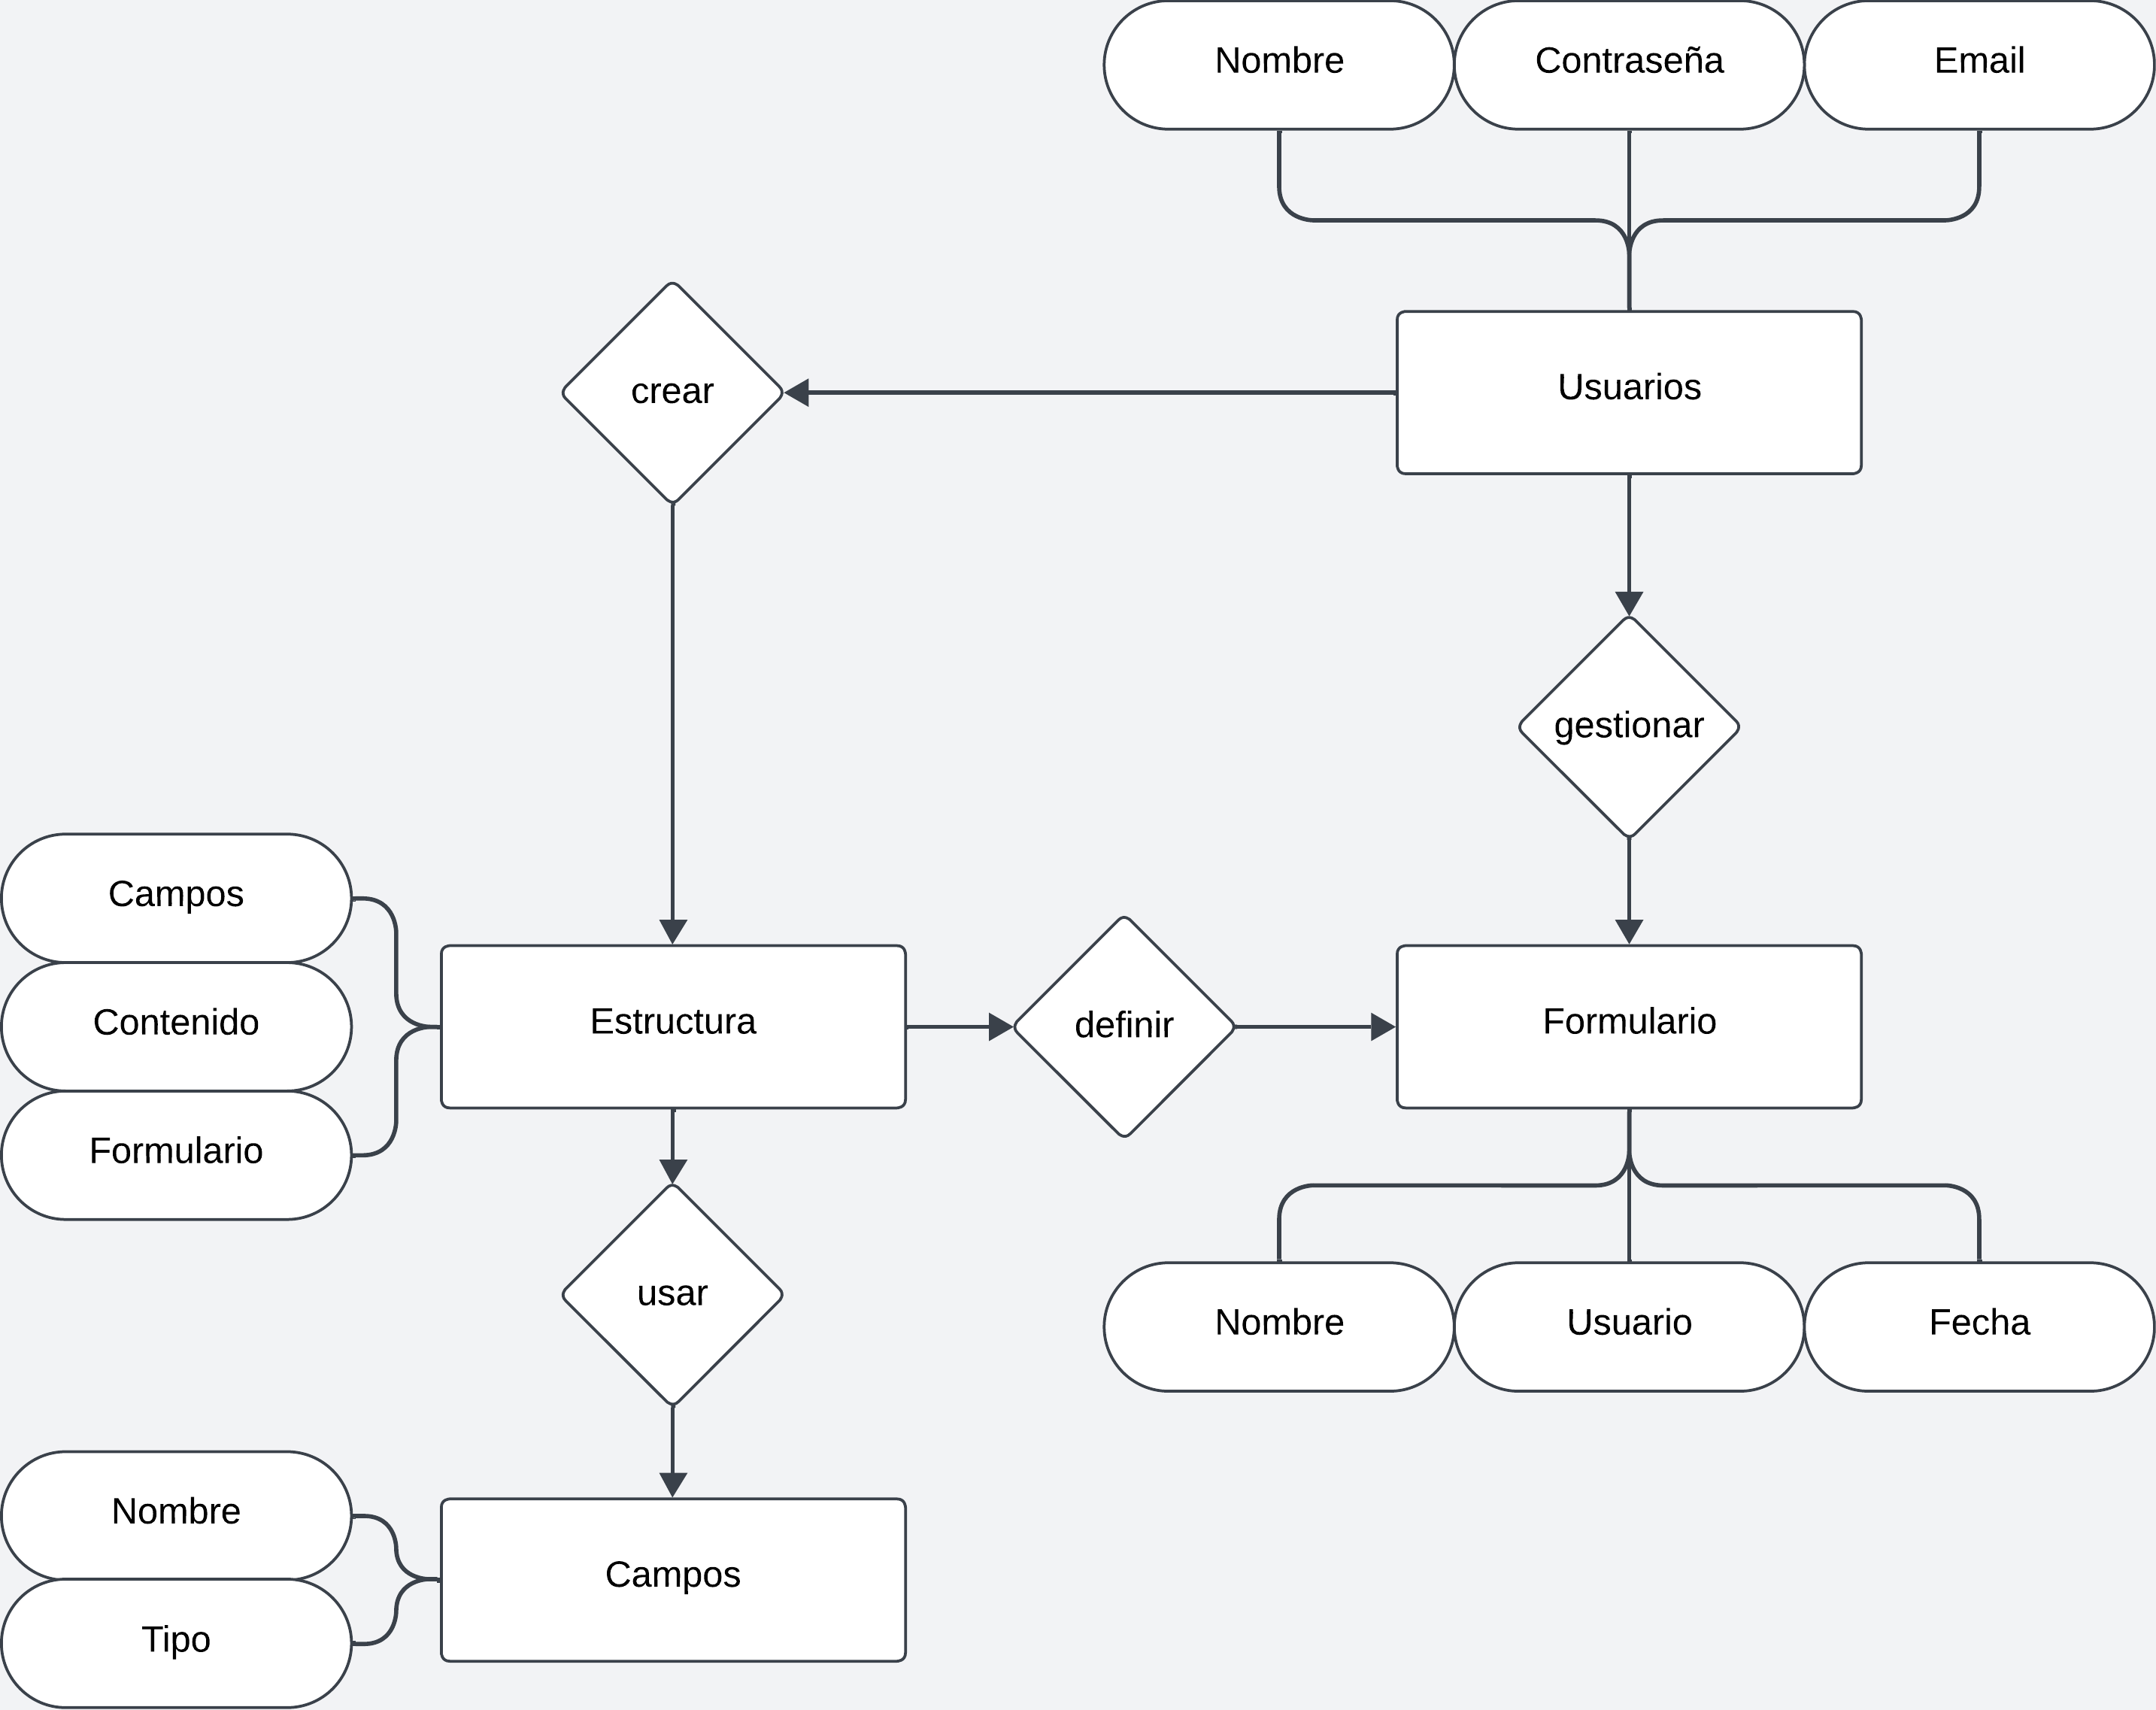 Nombre
Contraseña
Email
crear
Usuarios
gestionar
Campos
Contenido
Formulario
Estructura
definir
Formulario
usar
Nombre
Usuario
Fecha
Nombre
Tipo
Campos